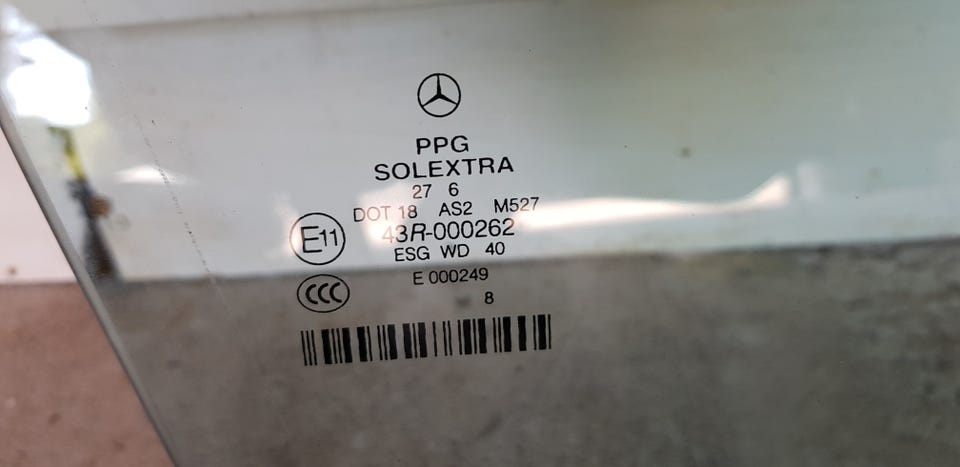 PPG
SOLEXTRA
27 6
DOT 18 AS2 M527
E11 43R-000262
ESG WD 40
CCC E 000249
8